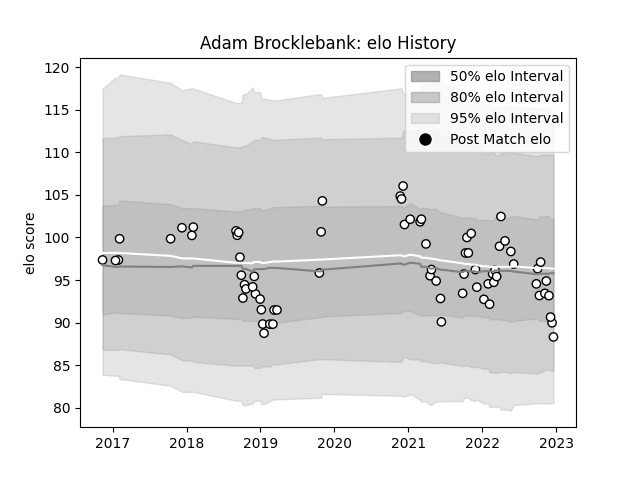 Adam Brocklebank: elo History
120
115
110
105
100
95
90
85
80
elo score
50% elo Interval
80% elo Interval
95% elo Interval
Post Match elo
2017 2018 2019 2020 2021 2022 2023